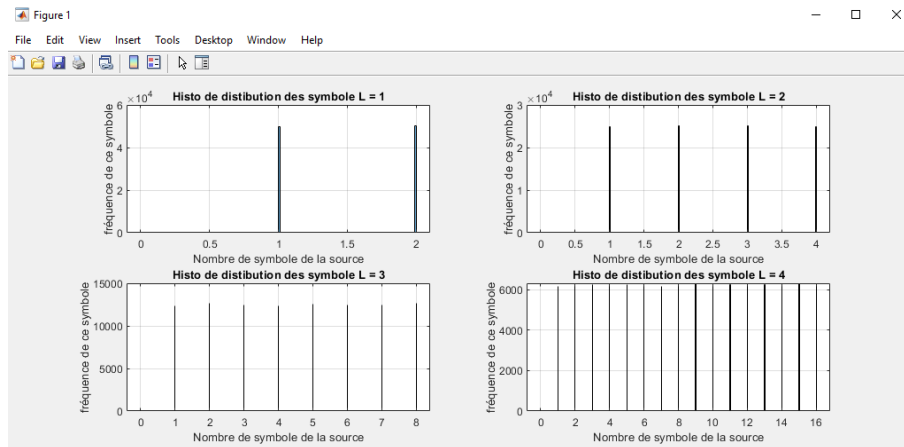 Figure 1
File Edit View Insert Tools Desktop Window Help
Histo de distibution des symbole L = 1
×10⁴
6
4
2
0
fréquence de ce symbole
0 0.5 1 1.5 2
Nombre de symbole de la source
Histo de distibution des symbole L = 2
×10⁴
3
2
1
0
fréquence de ce symbole
0 0.5 1 1.5 2 2.5 3 3.5 4
Nombre de symbole de la source
Histo de distibution des symbole L = 3
15000
10000
5000
0
fréquence de ce symbole
0 1 2 3 4 5 6 7 8
Nombre de symbole de la source
Histo de distibution des symbole L = 4
6000
4000
2000
0
fréquence de ce symbole
0 2 4 6 8 10 12 14 16
Nombre de symbole de la source